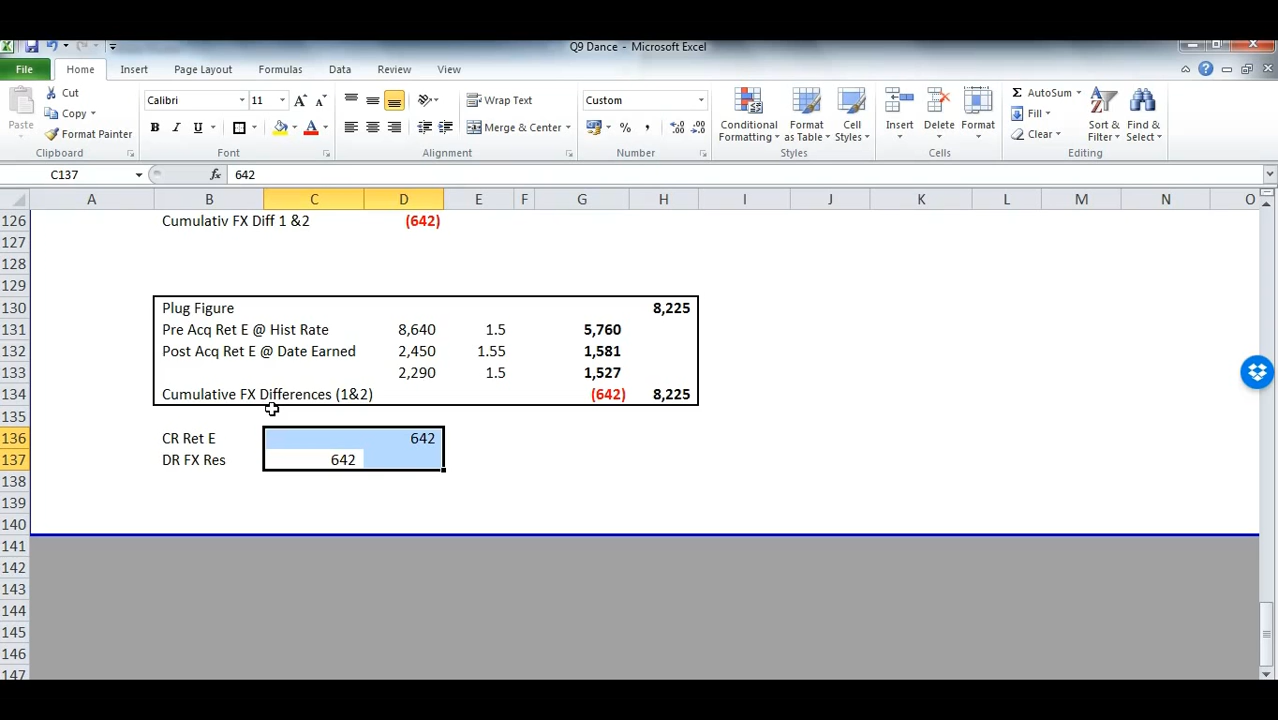 Q9 Dance - Microsoft Excel
File Home Insert Page Layout Formulas Data Review View
Cut Calibri 11 Wrap Text Custom AutoSum
Copy Fill
Paste Format Painter B I U Merge & Center Conditional Formatting Format as Table Cell Styles Insert Delete Format Clear Sort & Filter Find & Select
Clipboard Font Alignment Number Styles Cells Editing
C137 fx 642
A B C D E F G H I J K L M N O
126 Cumulativ FX Diff 1 &2 (642)
127
128
129
130 Plug Figure 8,225
131 Pre Acq Ret E @ Hist Rate 8,640 1.5 5,760
132 Post Acq Ret E @ Date Earned 2,450 1.55 1,581
133 2,290 1.5 1,527
134 Cumulative FX Differences (1&2) (642) 8,225
135
136 CR Ret E 642
137 DR FX Res 642
138
139
140
141
142
143
144
145
146
147